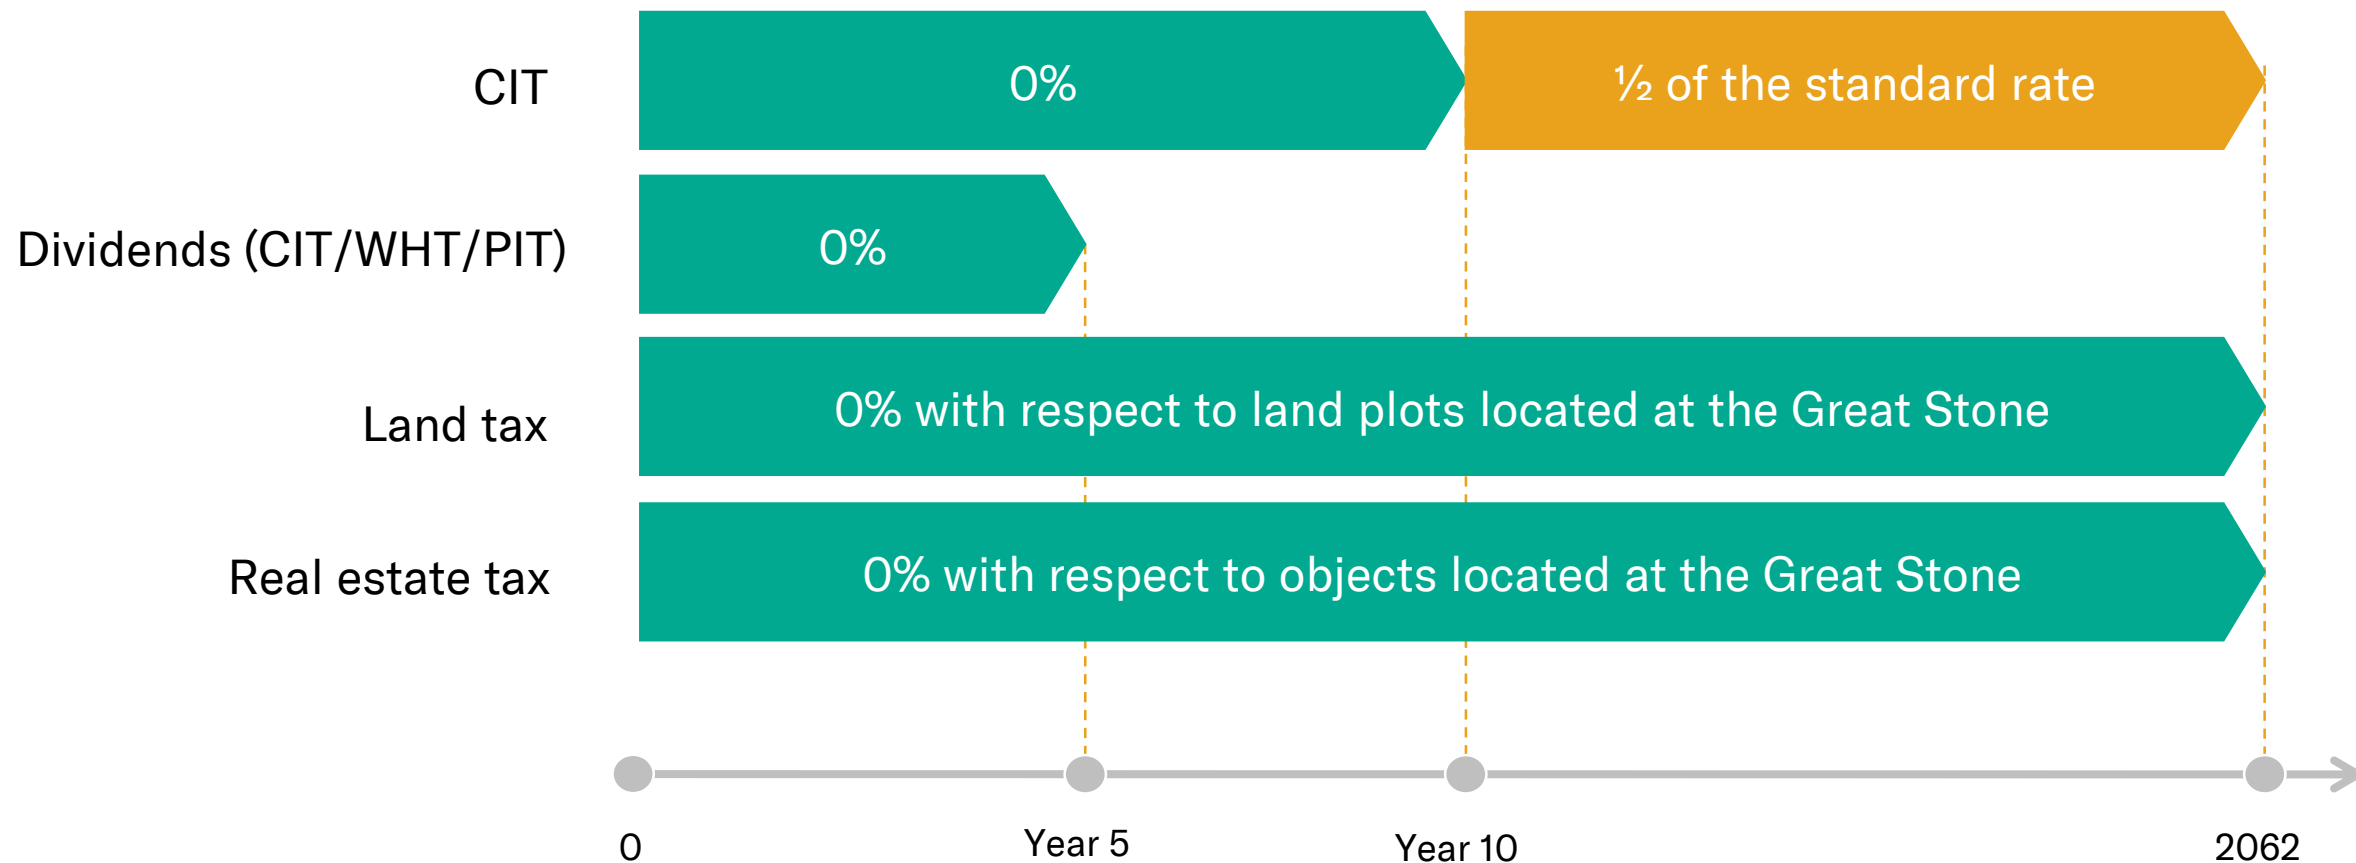 CIT
0%
½ of the standard rate
Dividends (CIT/WHT/PIT)
0%
Land tax
0% with respect to land plots located at the Great Stone
Real estate tax
0% with respect to objects located at the Great Stone
0
Year 5
Year 10
2062